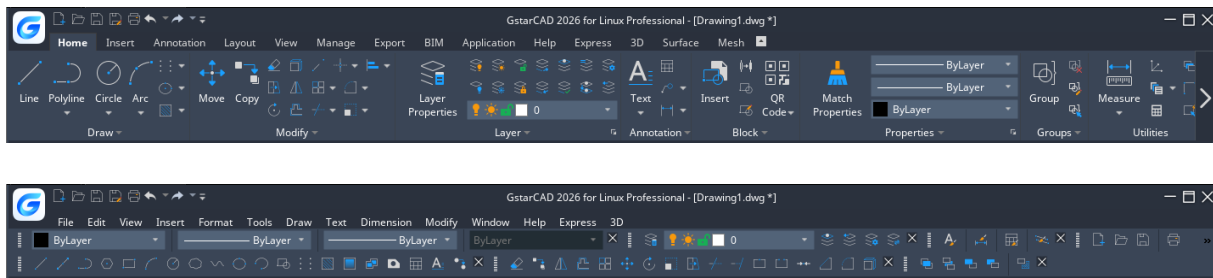 GstarCAD 2026 for Linux Professional - [Drawing1.dwg *]
Home Insert Annotation Layout View Manage Export BIM Application Help Express 3D Surface Mesh
ByLayer
ByLayer
Line Polyline Circle Arc Move Copy Layer Properties 0 Text Insert QR Code Match Properties ByLayer Group Measure
Draw Modify Layer Annotation Block Properties Groups Utilities
GstarCAD 2026 for Linux Professional - [Drawing1.dwg *]
File Edit View Insert Format Tools Draw Text Dimension Modify Window Help Express 3D
ByLayer ByLayer ByLayer ByLayer 0